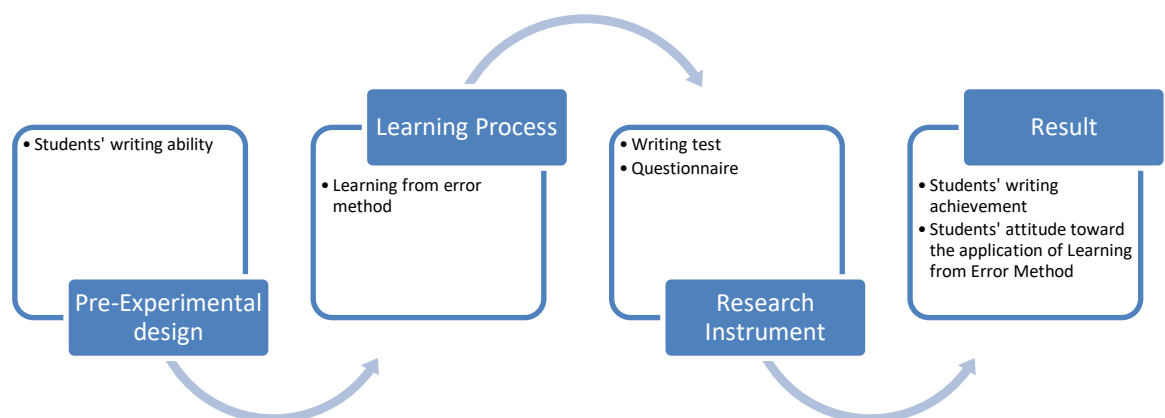 • Students' writing ability
Pre-Experimental
design
Learning Process
• Learning from error
method
• Writing test
• Questionnaire
Research
Instrument
Result
• Students' writing
achievement
• Students' attitude toward
the application of Learning
from Error Method